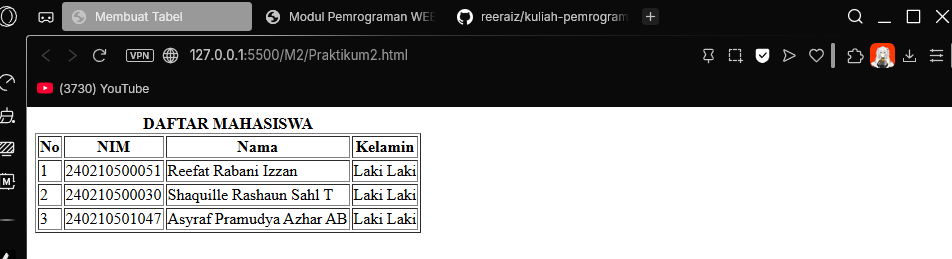 Membuat Tabel
Modul Pemrograman WEB
reeraiz/kuliah-pemrogram
VPN 127.0.0.1:5500/M2/Praktikum2.html
(3730) YouTube
M
DAFTAR MAHASISWA
No NIM Nama Kelamin
1 240210500051 Reefat Rabani Izzan Laki Laki
2 240210500030 Shaquille Rashaun Sahl T Laki Laki
3 240210501047 Asyraf Pramudya Azhar AB Laki Laki